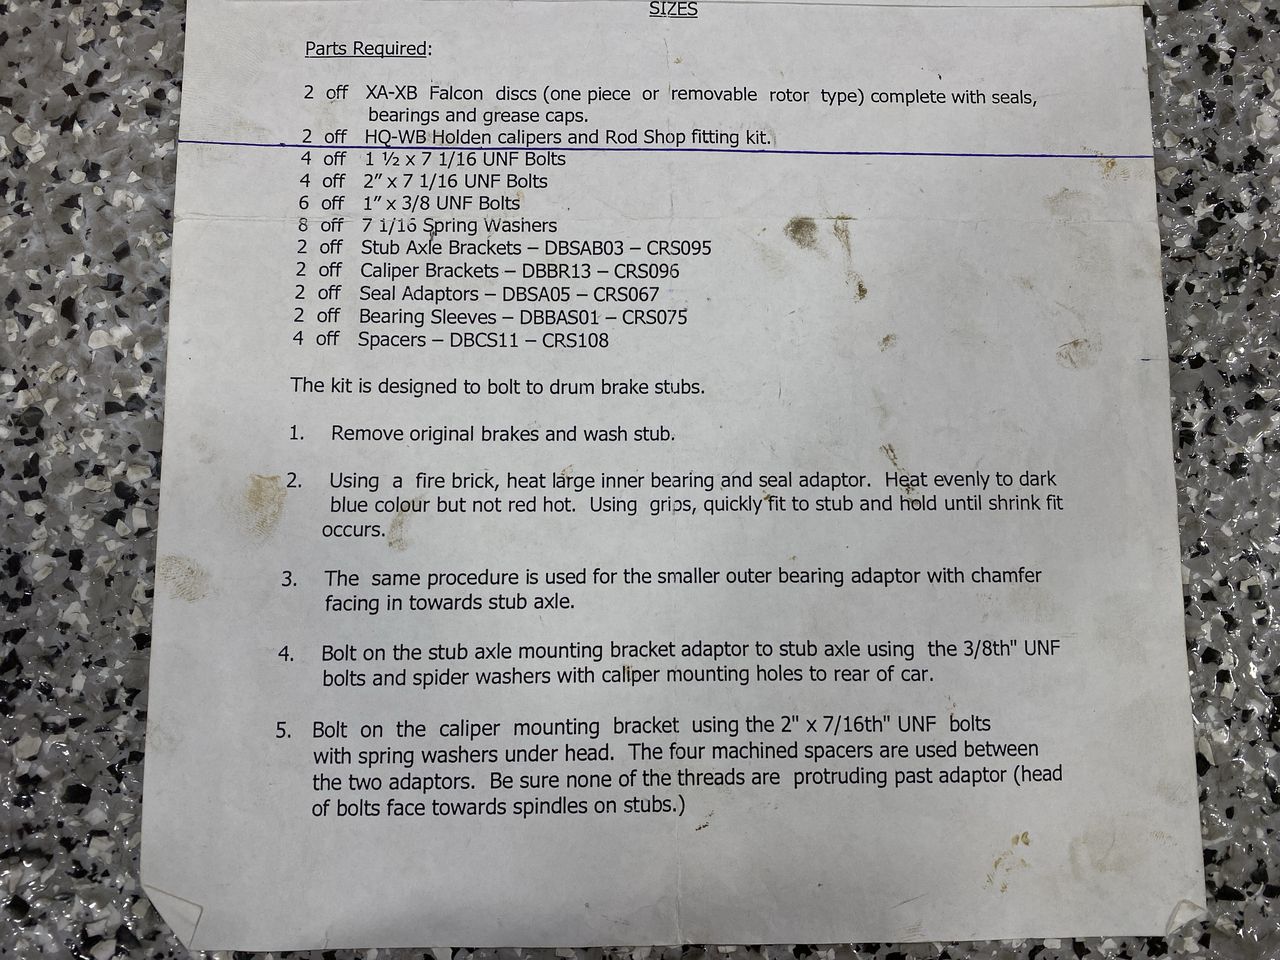 SIZES
Parts Required:
2 off XA-XB Falcon discs (one piece or removable rotor type) complete with seals,
bearings and grease caps.
2 off HQ-WB Holden calipers and Rod Shop fitting kit.
4 off 1 ½ x 7 1/16 UNF Bolts
4 off 2" x 7 1/16 UNF Bolts
6 off 1" x 3/8 UNF Bolts
8 off 7 1/16 Spring Washers
2 off Stub Axle Brackets – DBSAB03 – CRS095
2 off Caliper Brackets – DBBR13 – CRS096
2 off Seal Adaptors – DBSA05 – CRS067
2 off Bearing Sleeves – DBBAS01 – CRS075
4 off Spacers – DBCS11 – CRS108
The kit is designed to bolt to drum brake stubs.
1. Remove original brakes and wash stub.
2. Using a fire brick, heat large inner bearing and seal adaptor. Heat evenly to dark
blue colour but not red hot. Using grips, quickly fit to stub and hold until shrink fit
occurs.
3. The same procedure is used for the smaller outer bearing adaptor with chamfer
facing in towards stub axle.
4. Bolt on the stub axle mounting bracket adaptor to stub axle using the 3/8th" UNF
bolts and spider washers with caliper mounting holes to rear of car.
5. Bolt on the caliper mounting bracket using the 2" x 7/16th" UNF bolts
with spring washers under head. The four machined spacers are used between
the two adaptors. Be sure none of the threads are protruding past adaptor (head
of bolts face towards spindles on stubs.)